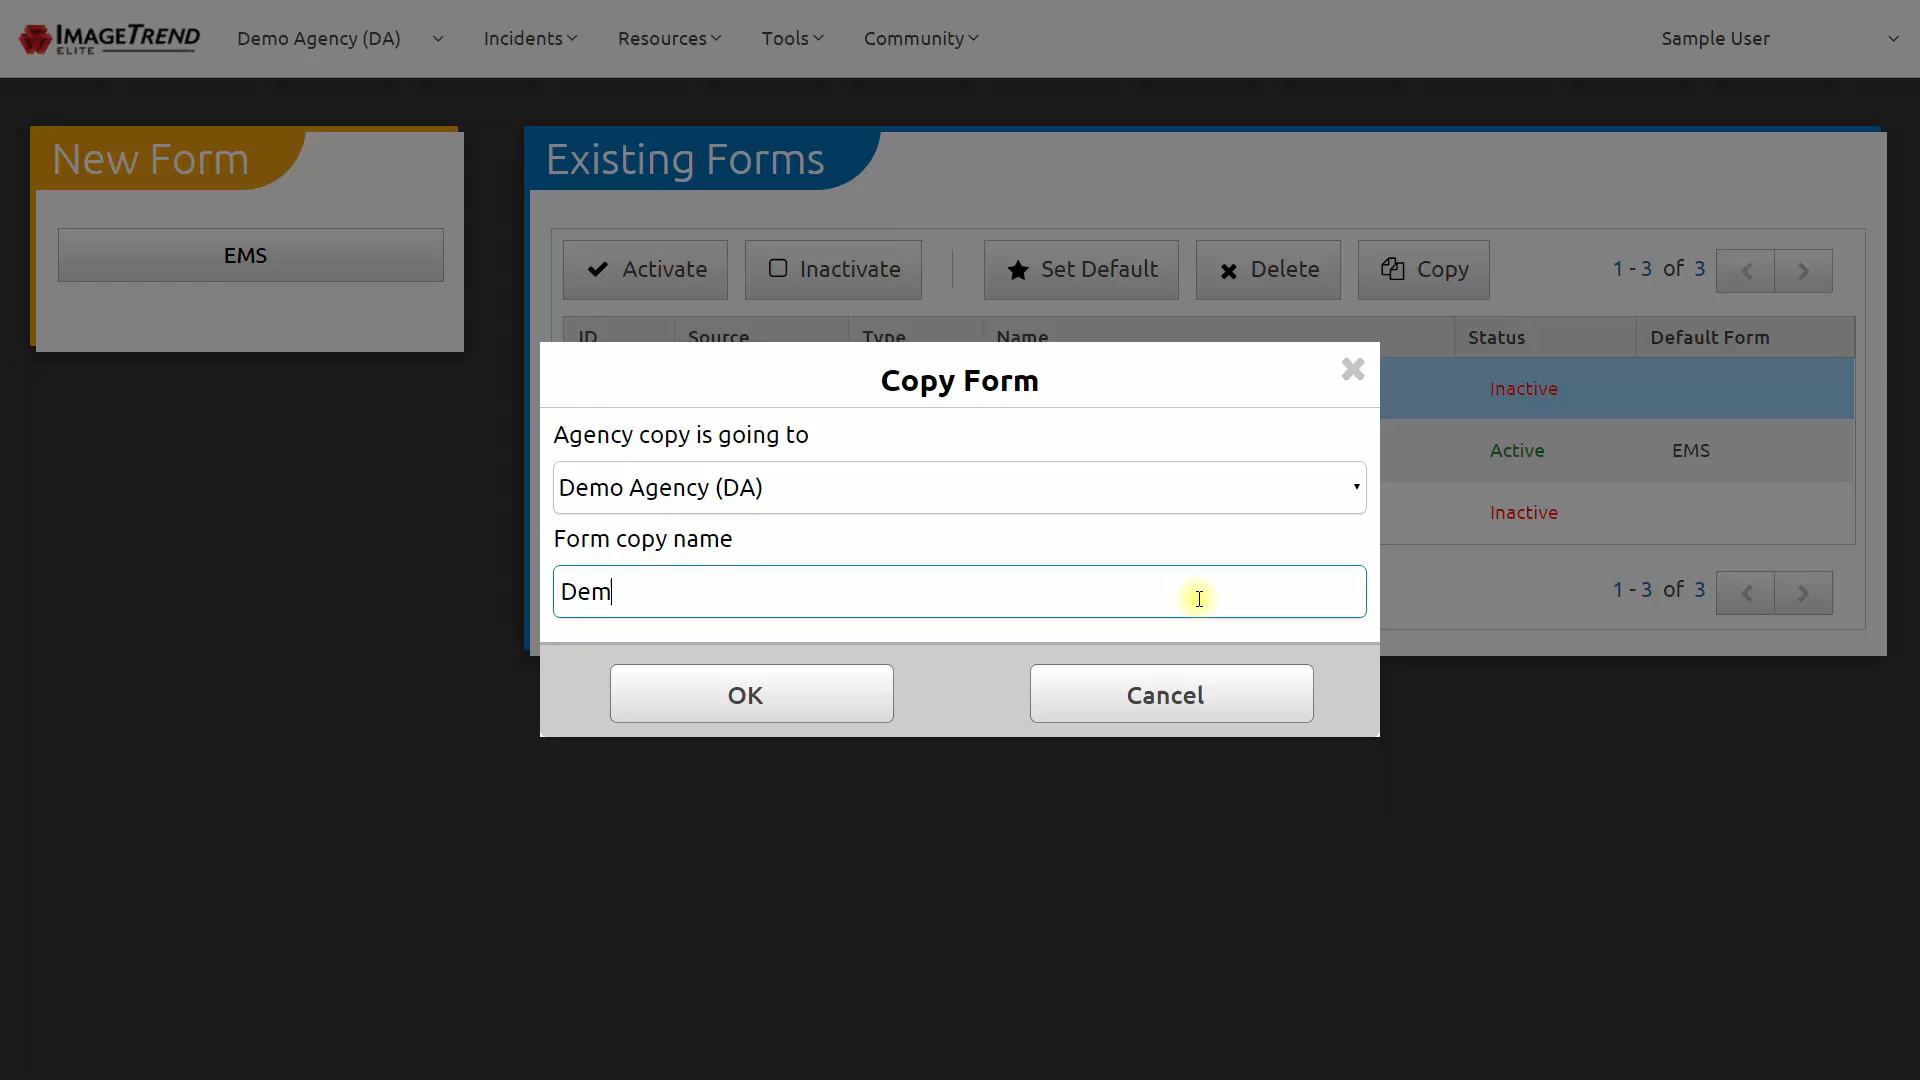 IMAGETREND
ELITE
Demo Agency (DA)
Incidents
Resources
Tools
Community
Sample User
New Form
EMS
Existing Forms
Activate
Inactivate
Set Default
Delete
Copy
1 - 3 of 3
ID Source Type Name Status Default Form
Inactive
Active EMS
Inactive
1 - 3 of 3
Copy Form
Agency copy is going to
Demo Agency (DA)
Form copy name
Dem
OK
Cancel